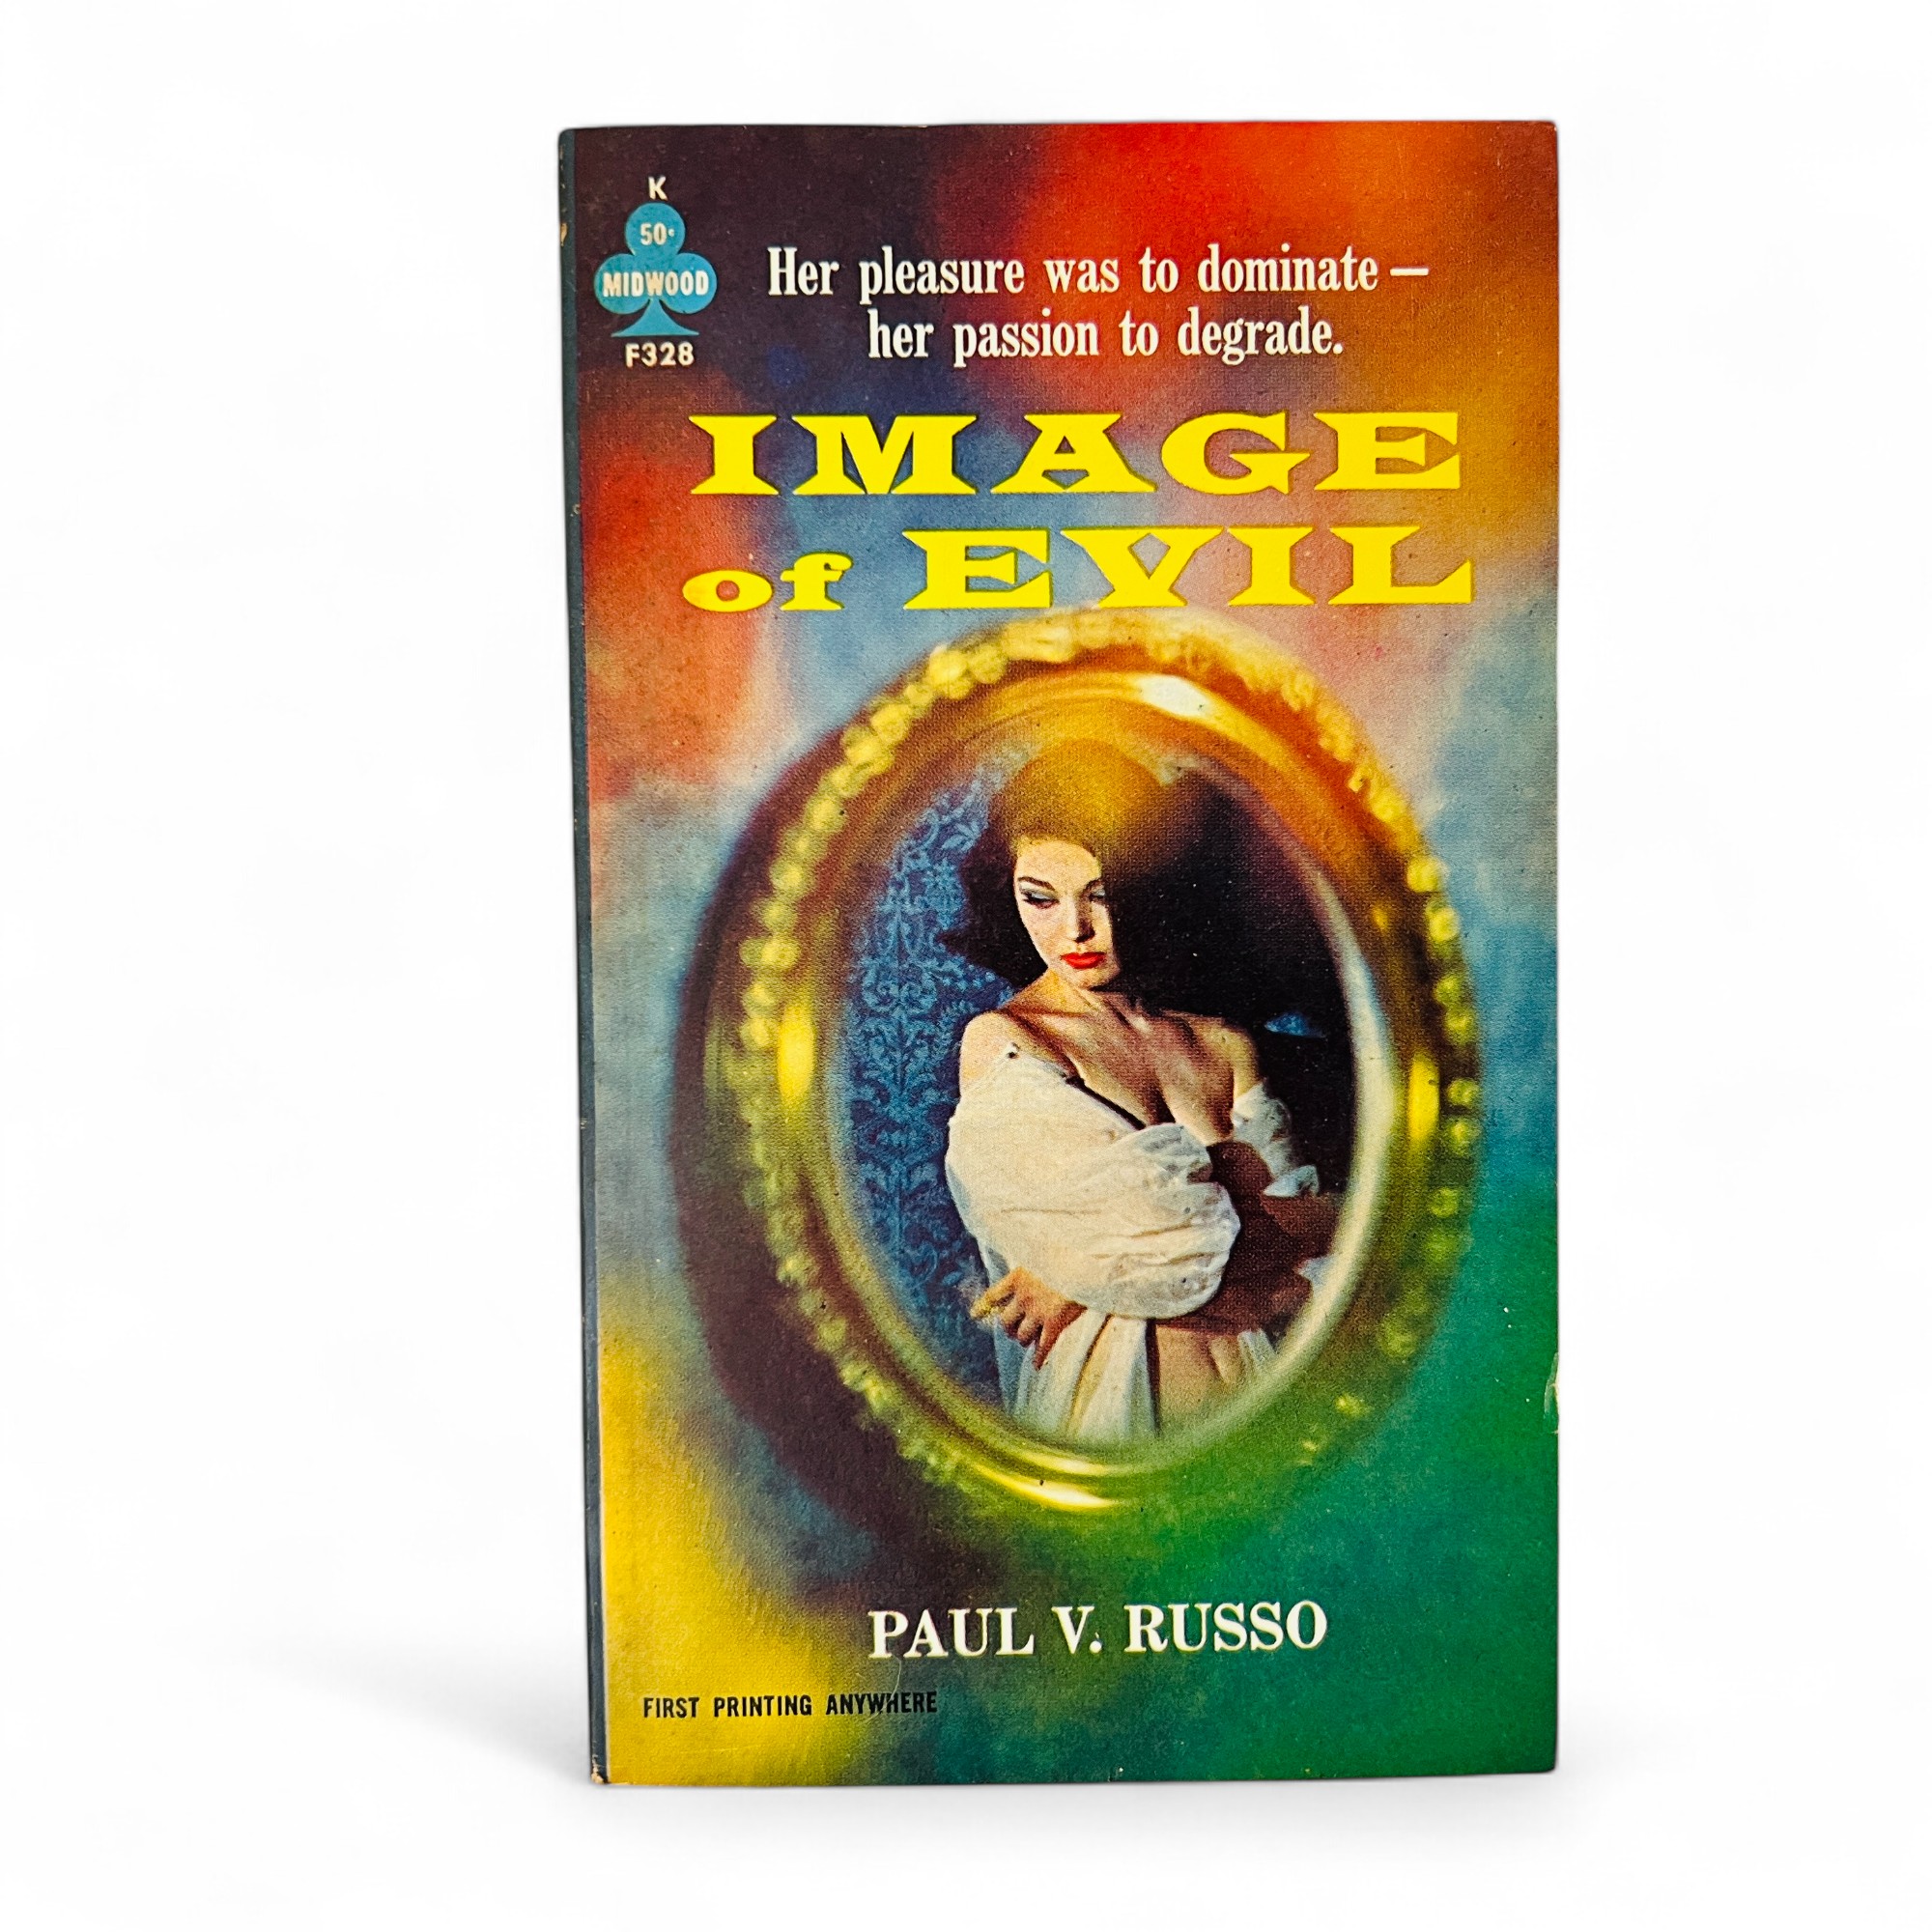 K
50¢
MIDWOOD
F328
Her pleasure was to dominate —
her passion to degrade.
IMAGE
of EVIL
PAUL V. RUSSO
FIRST PRINTING ANYWHERE